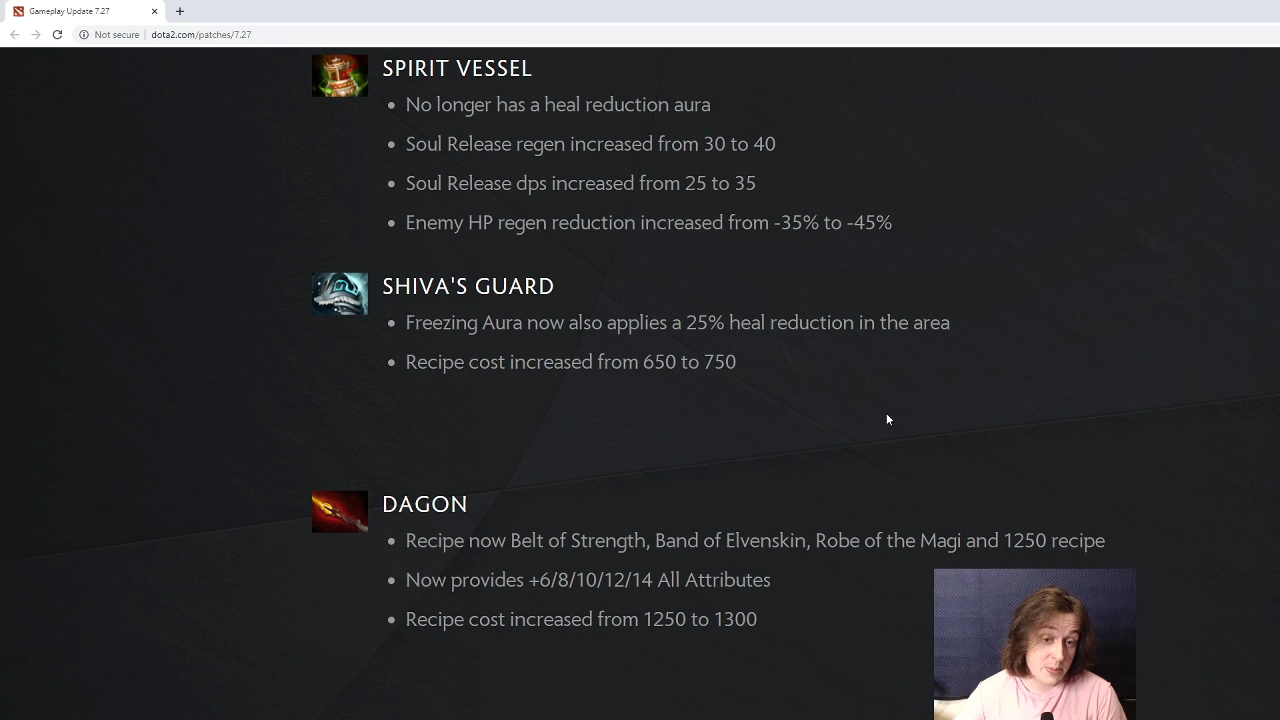 Gameplay Update 7.27
Not secure
dota2.com/patches/7.27
SPIRIT VESSEL
No longer has a heal reduction aura
Soul Release regen increased from 30 to 40
Soul Release dps increased from 25 to 35
Enemy HP regen reduction increased from -35% to -45%
SHIVA'S GUARD
Freezing Aura now also applies a 25% heal reduction in the area
Recipe cost increased from 650 to 750
DAGON
Recipe now Belt of Strength, Band of Elvenskin, Robe of the Magi and 1250 recipe
Now provides +6/8/10/12/14 All Attributes
Recipe cost increased from 1250 to 1300